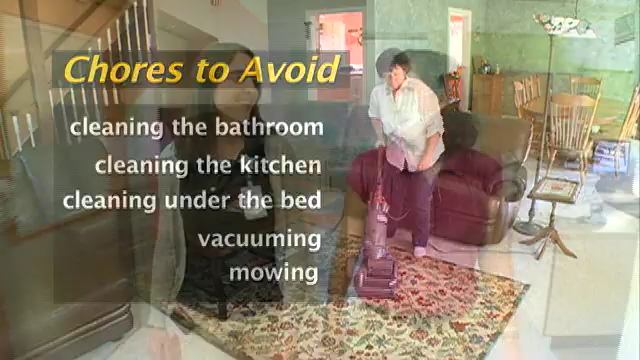 Chores to Avoid
cleaning the bathroom
cleaning the kitchen
cleaning under the bed
vacuuming
mowing